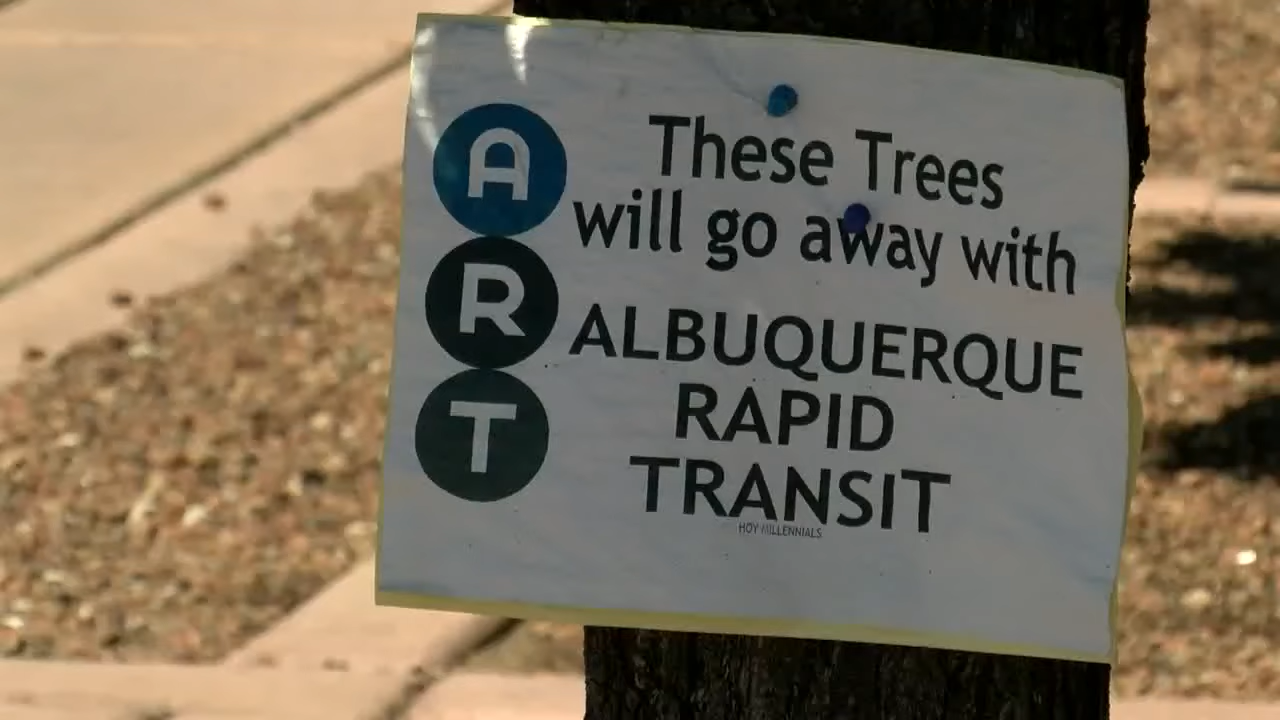 A
R
T
These Trees
will go away with
ALBUQUERQUE
RAPID
TRANSIT
HOY MILLENNIALS